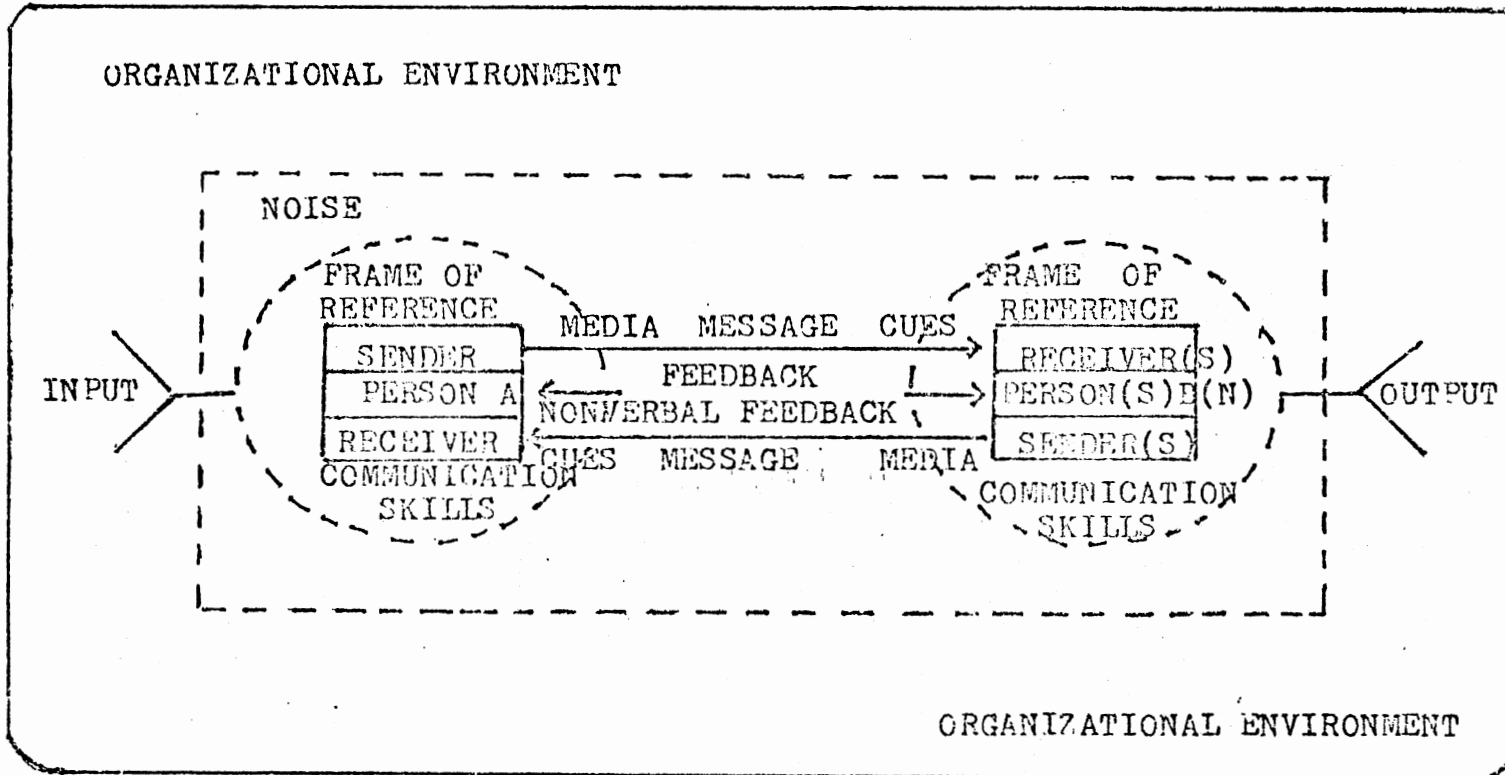 ORGANIZATIONAL ENVIRONMENT
NOISE
FRAME OF
REFERENCE
SENDER
PERSON A
RECEIVER
COMMUNICATION
SKILLS
INPUT
MEDIA MESSAGE CUES
FEEDBACK
NONVERBAL FEEDBACK
CUES MESSAGE MEDIA
FRAME OF
REFERENCE
RECEIVER(S)
PERSON(S)B(N)
SENDER(S)
COMMUNICATION
SKILLS
OUTPUT
ORGANIZATIONAL ENVIRONMENT